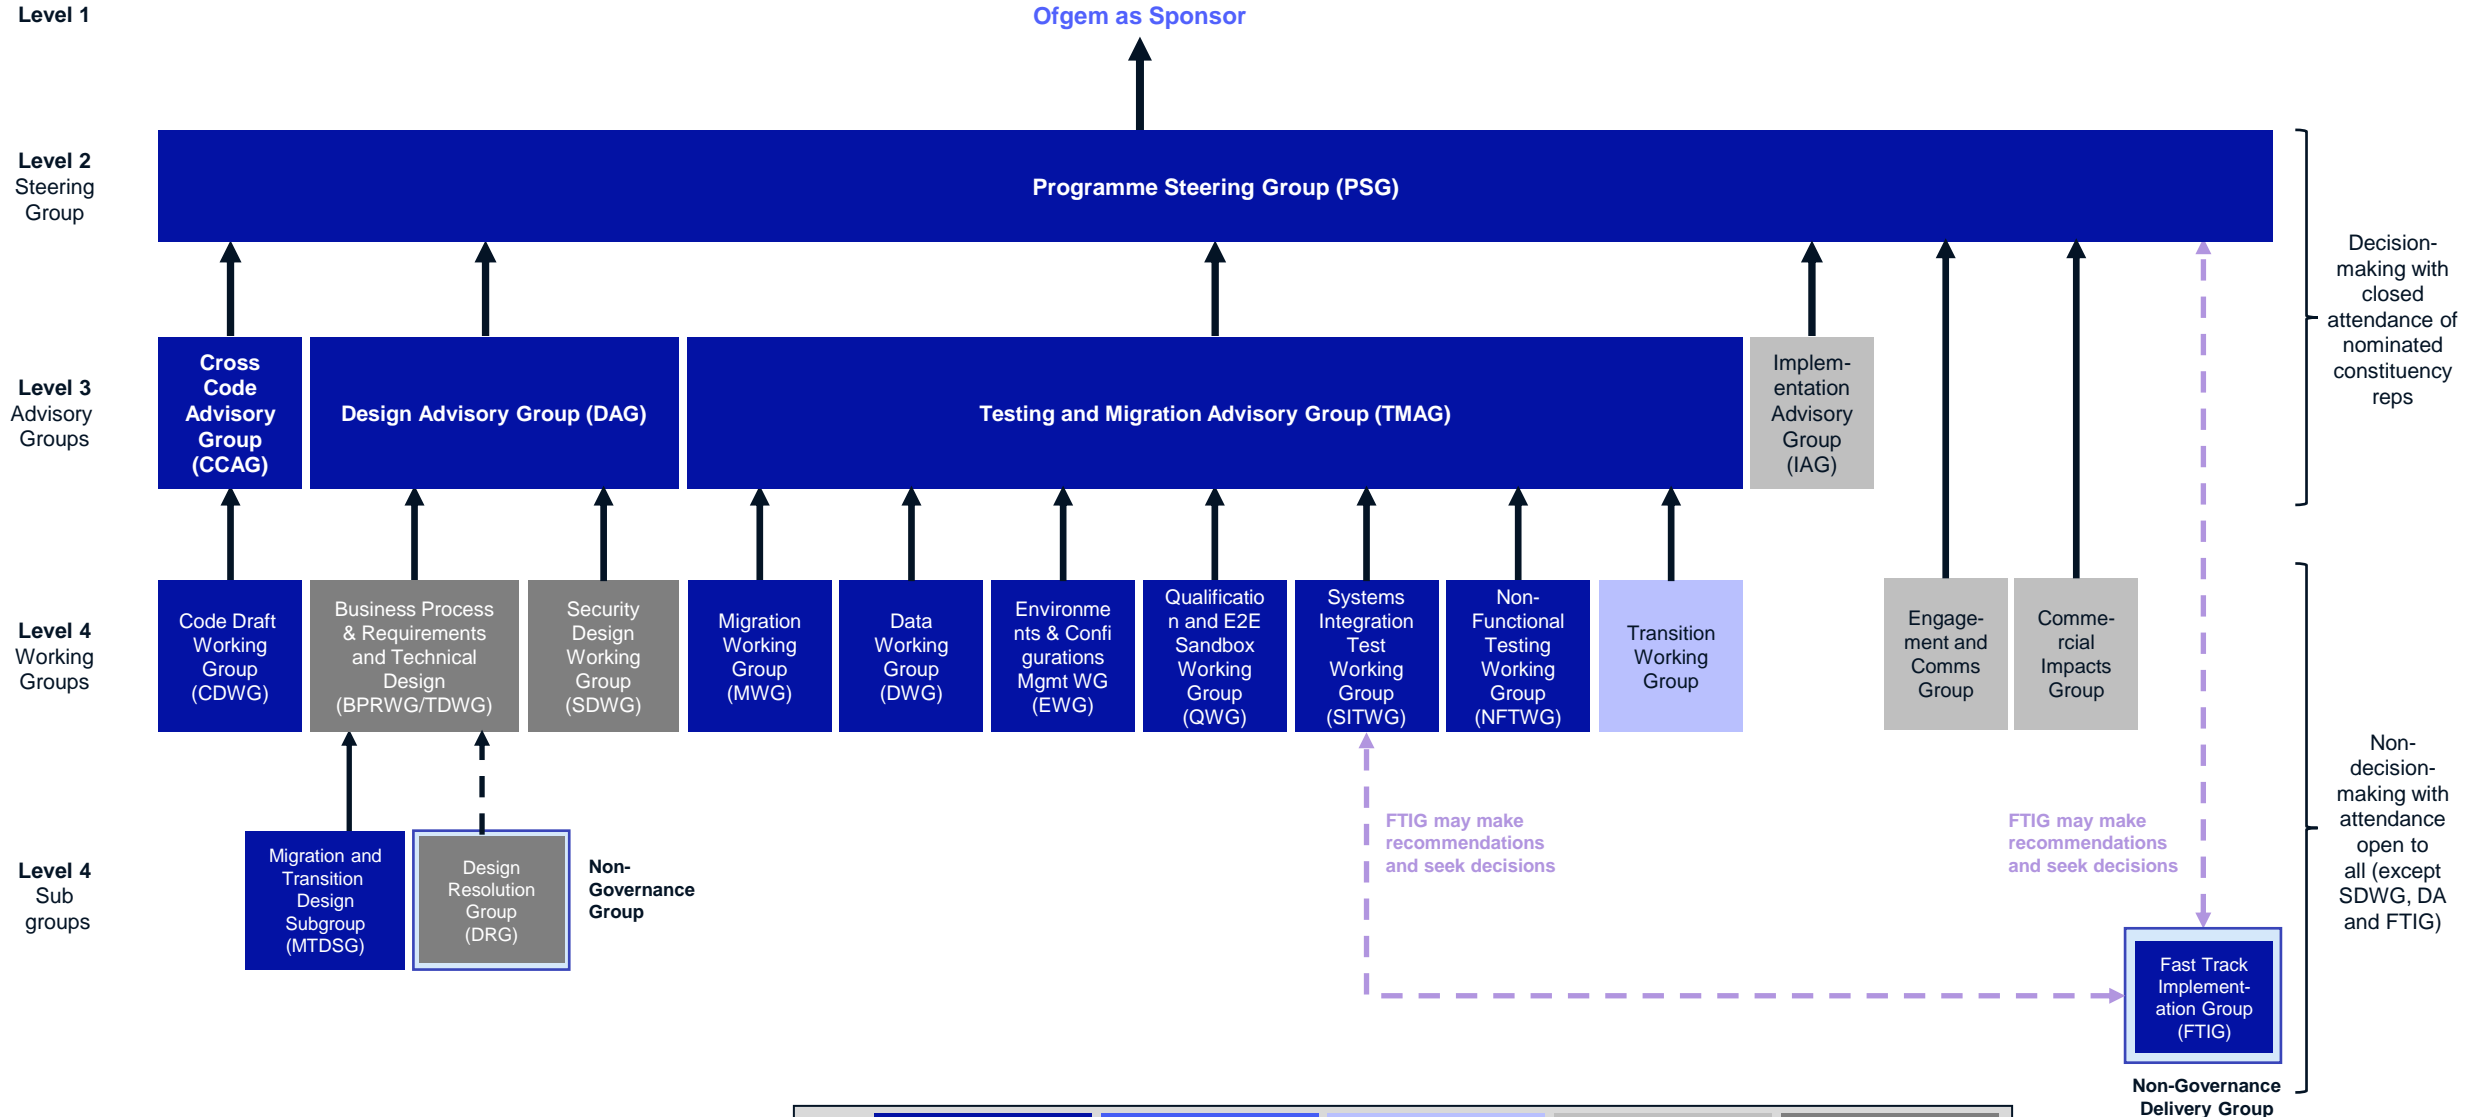 Level 1
Ofgem as Sponsor
Level 2
Steering
Group
Programme Steering Group (PSG)
Decision-
making with
closed
attendance of
nominated
constituency
reps
Level 3
Advisory
Groups
Cross
Code
Advisory
Group
(CCAG)
Design Advisory Group (DAG)
Testing and Migration Advisory Group (TMAG)
Implem-
entation
Advisory
Group
(IAG)
Level 4
Working
Groups
Code Draft
Working
Group
(CDWG)
Business Process
& Requirements
and Technical
Design
(BPRWG/TDWG)
Security
Design
Working
Group
(SDWG)
Migration
Working
Group
(MWG)
Data
Working
Group
(DWG)
Environme
nts & Confi
gurations
Mgmt WG
(EWG)
Qualificatio
n and E2E
Sandbox
Working
Group
(QWG)
Systems
Integration
Test
Working
Group
(SITWG)
Non-
Functional
Testing
Working
Group
(NFTWG)
Transition
Working
Group
Engage-
ment and
Comms
Group
Comme-
rcial
Impacts
Group
Non-
decision-
making with
attendance
open to
all (except
SDWG, DA
and FTIG)
Level 4
Sub
groups
Migration and
Transition
Design
Subgroup
(MTDSG)
Design
Resolution
Group
(DRG)
Non-
Governance
Group
FTIG may make
recommendations
and seek decisions
FTIG may make
recommendations
and seek decisions
Fast Track
Implement-
ation Group
(FTIG)
Non-Governance
Delivery Group